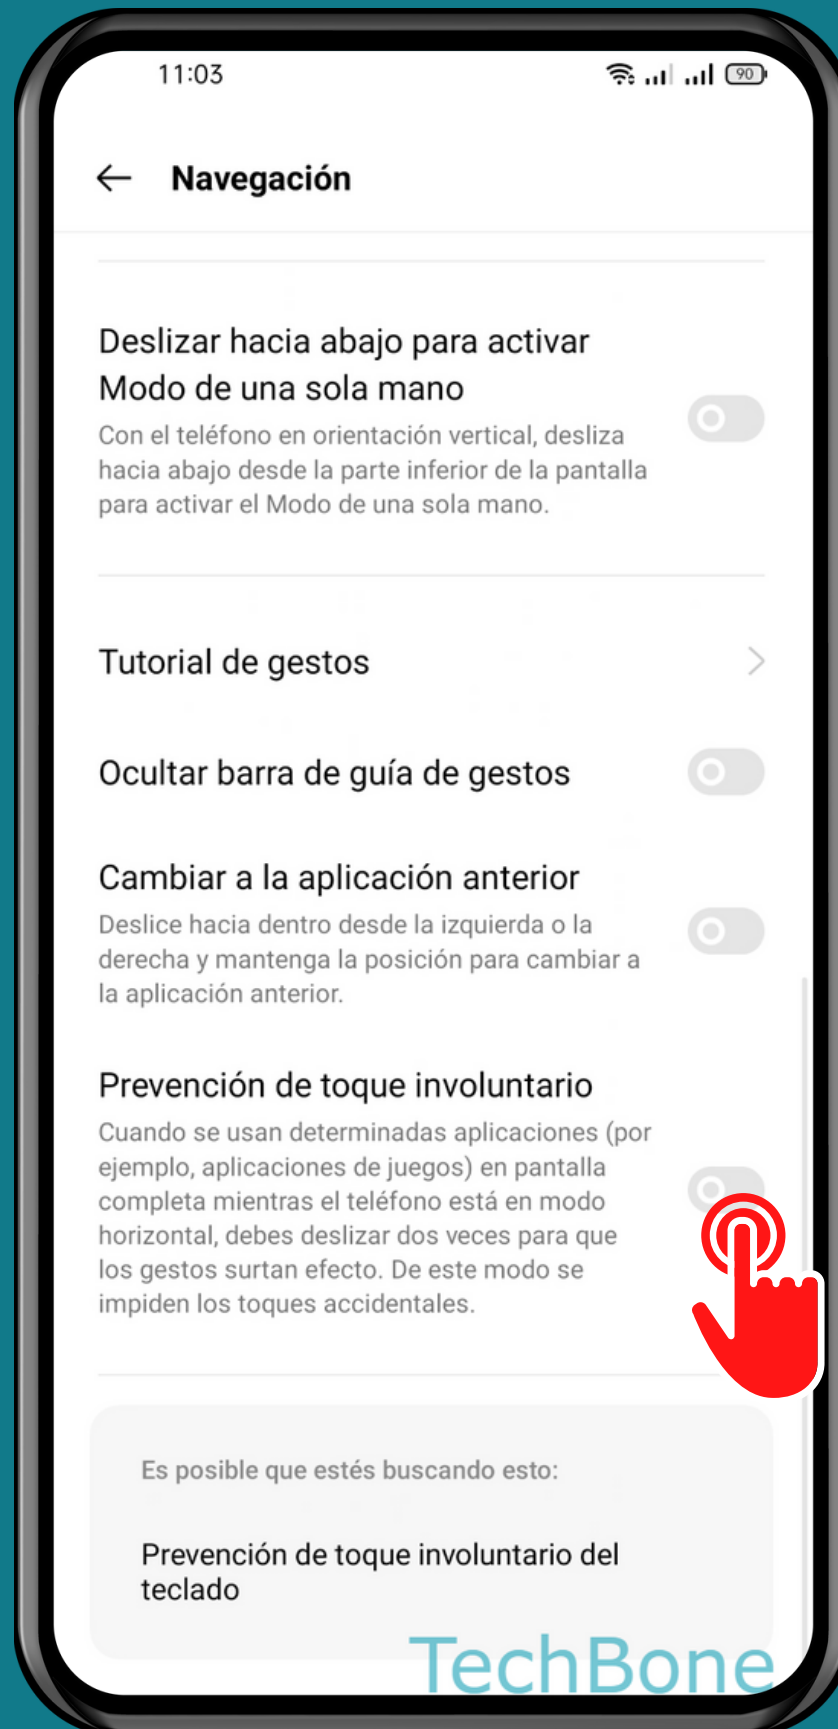 11:03
90
Navegación
Deslizar hacia abajo para activar
Modo de una sola mano
Con el teléfono en orientación vertical, desliza
hacia abajo desde la parte inferior de la pantalla
para activar el Modo de una sola mano.
Tutorial de gestos
Ocultar barra de guía de gestos
Cambiar a la aplicación anterior
Deslice hacia dentro desde la izquierda o la
derecha y mantenga la posición para cambiar a
la aplicación anterior.
Prevención de toque involuntario
Cuando se usan determinadas aplicaciones (por
ejemplo, aplicaciones de juegos) en pantalla
completa mientras el teléfono está en modo
horizontal, debes deslizar dos veces para que
los gestos surtan efecto. De este modo se
impiden los toques accidentales.
Es posible que estés buscando esto:
Prevención de toque involuntario del
teclado
TechBone